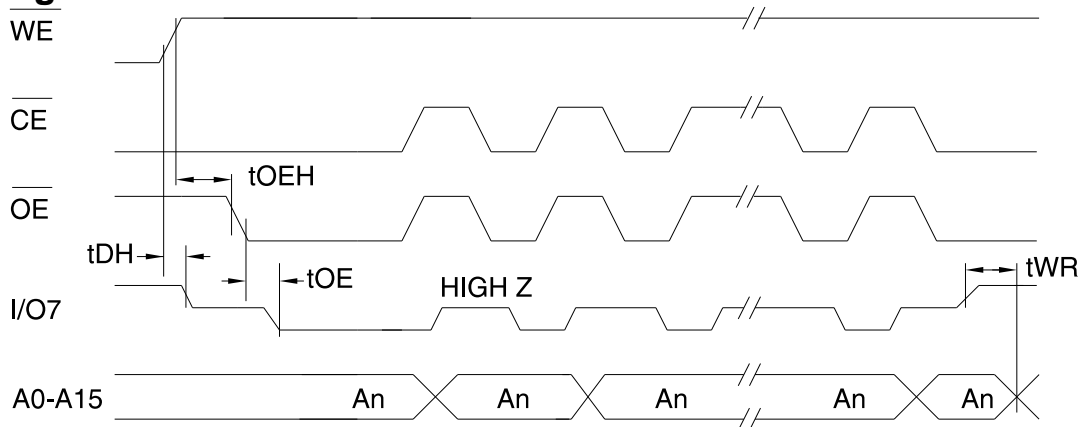 WE
CE
tOEH
OE
tDH
tOE
HIGH Z
tWR
I/O7
A0-A15 An An An An An